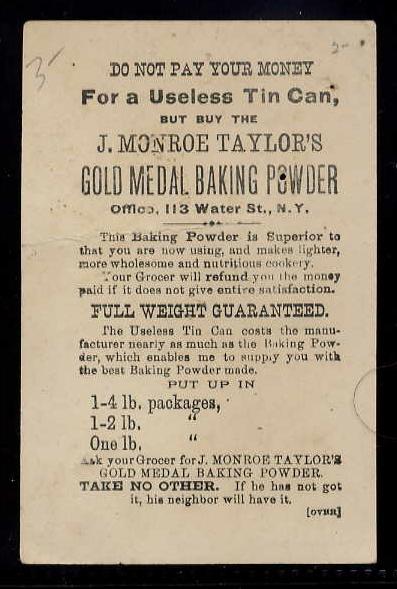 3-
2-
DO NOT PAY YOUR MONEY
For a Useless Tin Can,
BUT BUY THE
J. MONROE TAYLOR'S
GOLD MEDAL BAKING POWDER
Office, 113 Water St., N.Y.
This Baking Powder is Superior to
that you are now using, and makes lighter,
more wholesome and nutritious cookery.
Your Grocer will refund you the money
paid if it does not give entire satisfaction.
FULL WEIGHT GUARANTEED.
The Useless Tin Can costs the manu-
facturer nearly as much as the Baking Pow-
der, which enables me to supply you with
the best Baking Powder made.
PUT UP IN
1-4 lb. packages,
1-2 lb. "
One lb. "
Ask your Grocer for J. MONROE TAYLOR'S
GOLD MEDAL BAKING POWDER.
TAKE NO OTHER. If he has not got
it, his neighbor will have it.
[OVER]